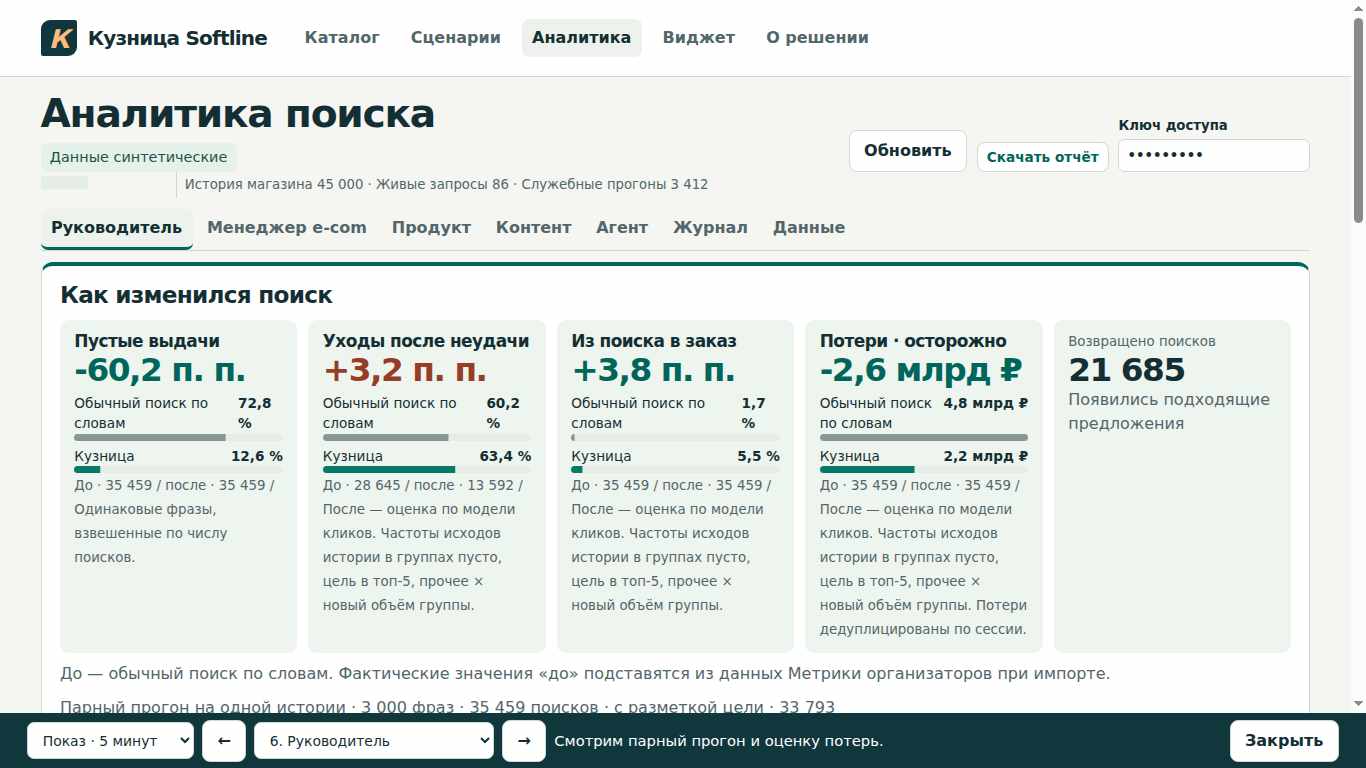 К Кузница Softline Каталог Сценарии Аналитика Виджет О решении
Аналитика поиска
Данные синтетические
История магазина 45 000 · Живые запросы 86 · Служебные прогоны 3 412
Обновить
Скачать отчёт
Ключ доступа
•••••••••
Руководитель Менеджер e-com Продукт Контент Агент Журнал Данные
Как изменился поиск
Пустые выдачи
-60,2 п. п.
Обычный поиск по словам 72,8 %
Кузница 12,6 %
До · 35 459 / после · 35 459 /
Одинаковые фразы,
взвешенные по числу
поисков.
Уходы после неудачи
+3,2 п. п.
Обычный поиск по словам 60,2 %
Кузница 63,4 %
До · 28 645 / после · 13 592 /
После — оценка по модели
кликов. Частоты исходов
истории в группах пусто,
цель в топ-5, прочее ×
новый объём группы.
Из поиска в заказ
+3,8 п. п.
Обычный поиск по словам 1,7 %
Кузница 5,5 %
До · 35 459 / после · 35 459 /
После — оценка по модели
кликов. Частоты исходов
истории в группах пусто,
цель в топ-5, прочее ×
новый объём группы.
Потери · осторожно
-2,6 млрд ₽
Обычный поиск по словам 4,8 млрд ₽
Кузница 2,2 млрд ₽
До · 35 459 / после · 35 459 /
После — оценка по модели
кликов. Частоты исходов
истории в группах пусто,
цель в топ-5, прочее ×
новый объём группы. Потери
дедуплицированы по сессии.
Возвращено поисков
21 685
Появились подходящие
предложения
До — обычный поиск по словам. Фактические значения «до» подставятся из данных Метрики организаторов при импорте.
Парный прогон на одной истории · 3 000 фраз · 35 459 поисков · с разметкой цели · 33 793
Показ · 5 минут ← 6. Руководитель → Смотрим парный прогон и оценку потерь. Закрыть